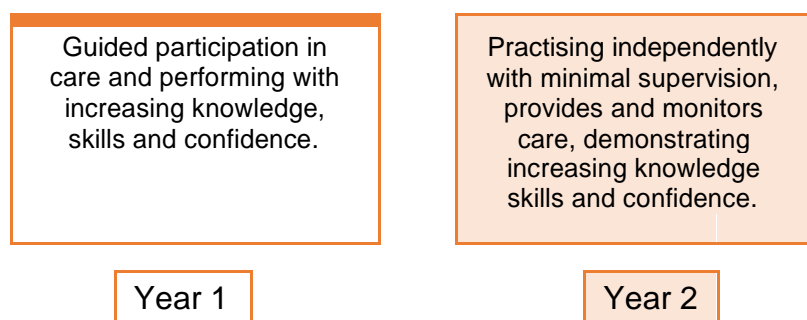 Guided participation in
care and performing with
increasing knowledge,
skills and confidence.
Practising independently
with minimal supervision,
provides and monitors
care, demonstrating
increasing knowledge
skills and confidence.
Year 1
Year 2